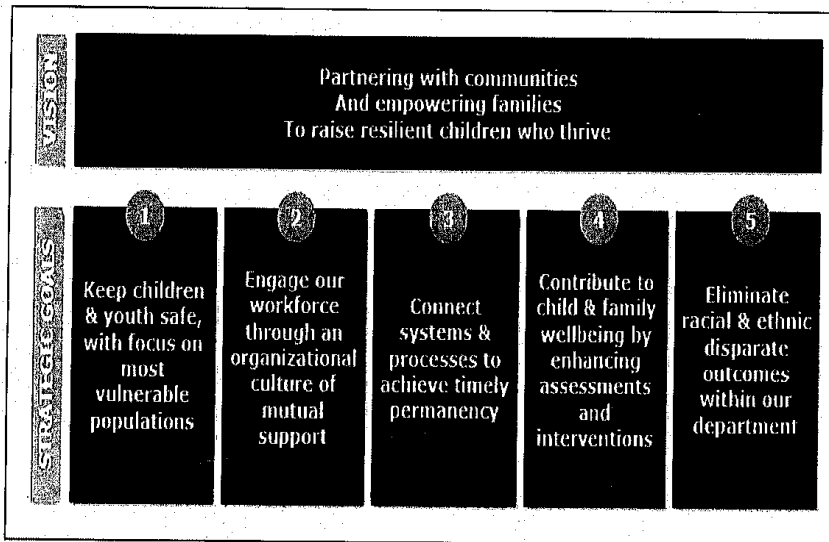 VISION
Partnering with communities
And empowering families
To raise resilient children who thrive
STRATEGIC GOALS
1
Keep children
& youth safe,
with focus on
most
vulnerable
populations
2
Engage our
workforce
through an
organizational
culture of
mutual
support
3
Connect
systems &
processes to
achieve timely
permanency
4
Contribute to
child & family
wellbeing by
enhancing
assessments
and
interventions
5
Eliminate
racial & ethnic
disparate
outcomes
within our
department